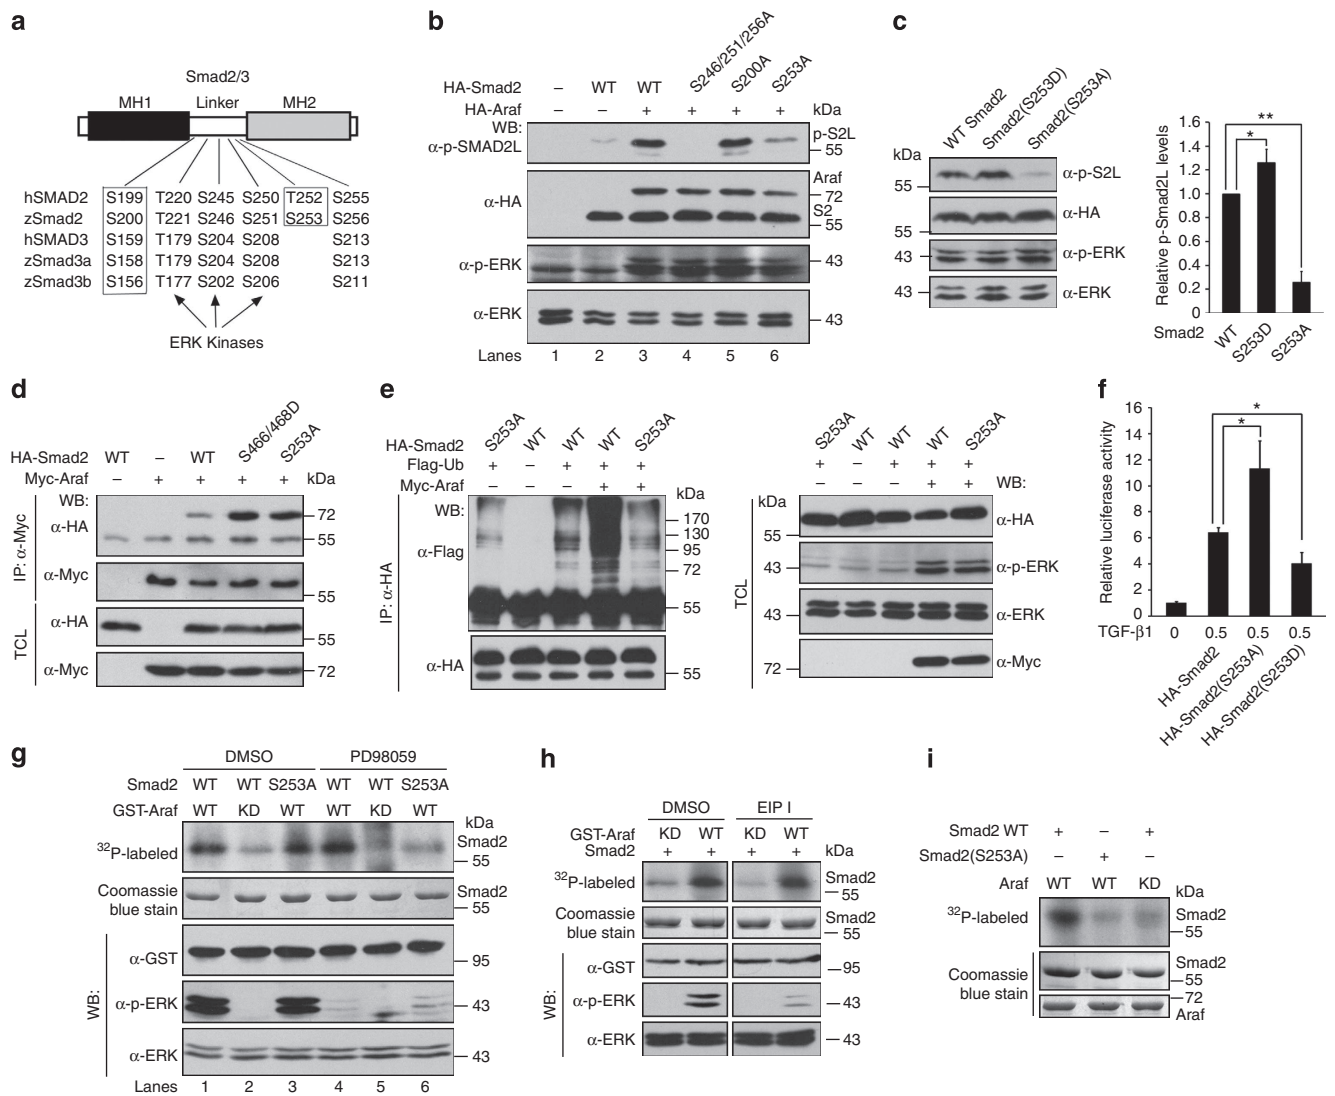 a
Smad2/3
MH1 Linker MH2
hSMAD2 S199 T220 S245 S250 T252 S255
zSmad2 S200 T221 S246 S251 S253 S256
hSMAD3 S159 T179 S204 S208 S213
zSmad3a S158 T179 S204 S208 S213
zSmad3b S156 T177 S202 S206 S211
ERK Kinases
b
HA-Smad2 – WT WT S246/251/256A S200A S253A
HA-Araf – – + + + + kDa
WB:
α-p-SMAD2L p-S2L
55
α-HA Araf
72
S2
55
α-p-ERK 43
α-ERK 43
Lanes 1 2 3 4 5 6
c
WT Smad2 Smad2(S253D) Smad2(S253A)
kDa
55 α-p-S2L
55 α-HA
43 α-p-ERK
43 α-ERK
Relative p-Smad2L levels
1.6
1.4
1.2
1.0
0.8
0.6
0.4
0.2
0
**
*
Smad2 WT S253D S253A
d
HA-Smad2 WT – WT S466/468D S253A
Myc-Araf – + + + + kDa
IP: α-Myc
WB:
α-HA 72
55
α-Myc 55
TCL
α-HA 55
α-Myc 72
e
HA-Smad2 S253A WT WT WT S253A
Flag-Ub + – + + +
Myc-Araf – – – + + kDa
IP: α-HA
WB:
α-Flag
170
130
95
72
55
α-HA 55
S253A WT WT WT S253A
+ – + + +
– – – + + WB:
kDa
TCL
55 α-HA
43 α-p-ERK
43 α-ERK
72 α-Myc
f
Relative luciferase activity
16
14
12
10
8
6
4
2
0
*
*
TGF-β1 0 0.5 0.5 0.5
HA-Smad2 HA-Smad2(S253A) HA-Smad2(S253D)
g
DMSO PD98059
Smad2 WT WT S253A WT WT S253A
GST-Araf WT KD WT WT KD WT
kDa
32P-labeled Smad2
55
Coomassie
blue stain Smad2
55
WB:
α-GST 95
α-p-ERK 43
α-ERK 43
Lanes 1 2 3 4 5 6
h
DMSO EIP I
GST-Araf KD WT KD WT
Smad2 + + + + kDa
32P-labeled Smad2
55
Coomassie
blue stain Smad2
55
WB:
α-GST 95
α-p-ERK 43
α-ERK 43
i
Smad2 WT + – +
Smad2(S253A) – + –
Araf WT WT KD
kDa
32P-labeled Smad2
55
Coomassie
blue stain
Smad2
55
72
Araf